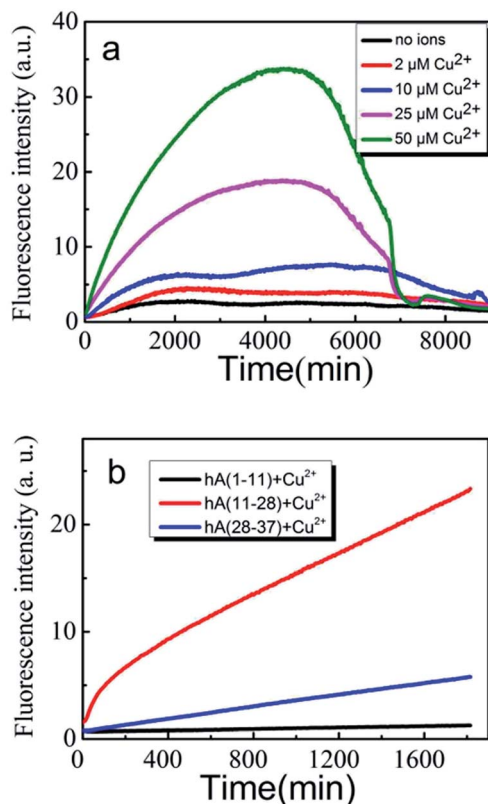 a
Fluorescence intensity (a.u.)
40
30
20
10
0
no ions
2 μM Cu²⁺
10 μM Cu²⁺
25 μM Cu²⁺
50 μM Cu²⁺
0 2000 4000 6000 8000
Time(min)
b
Fluorescence intensity (a. u.)
20
10
0
hA(1-11)+Cu²⁺
hA(11-28)+Cu²⁺
hA(28-37)+Cu²⁺
0 400 800 1200 1600
Time(min)